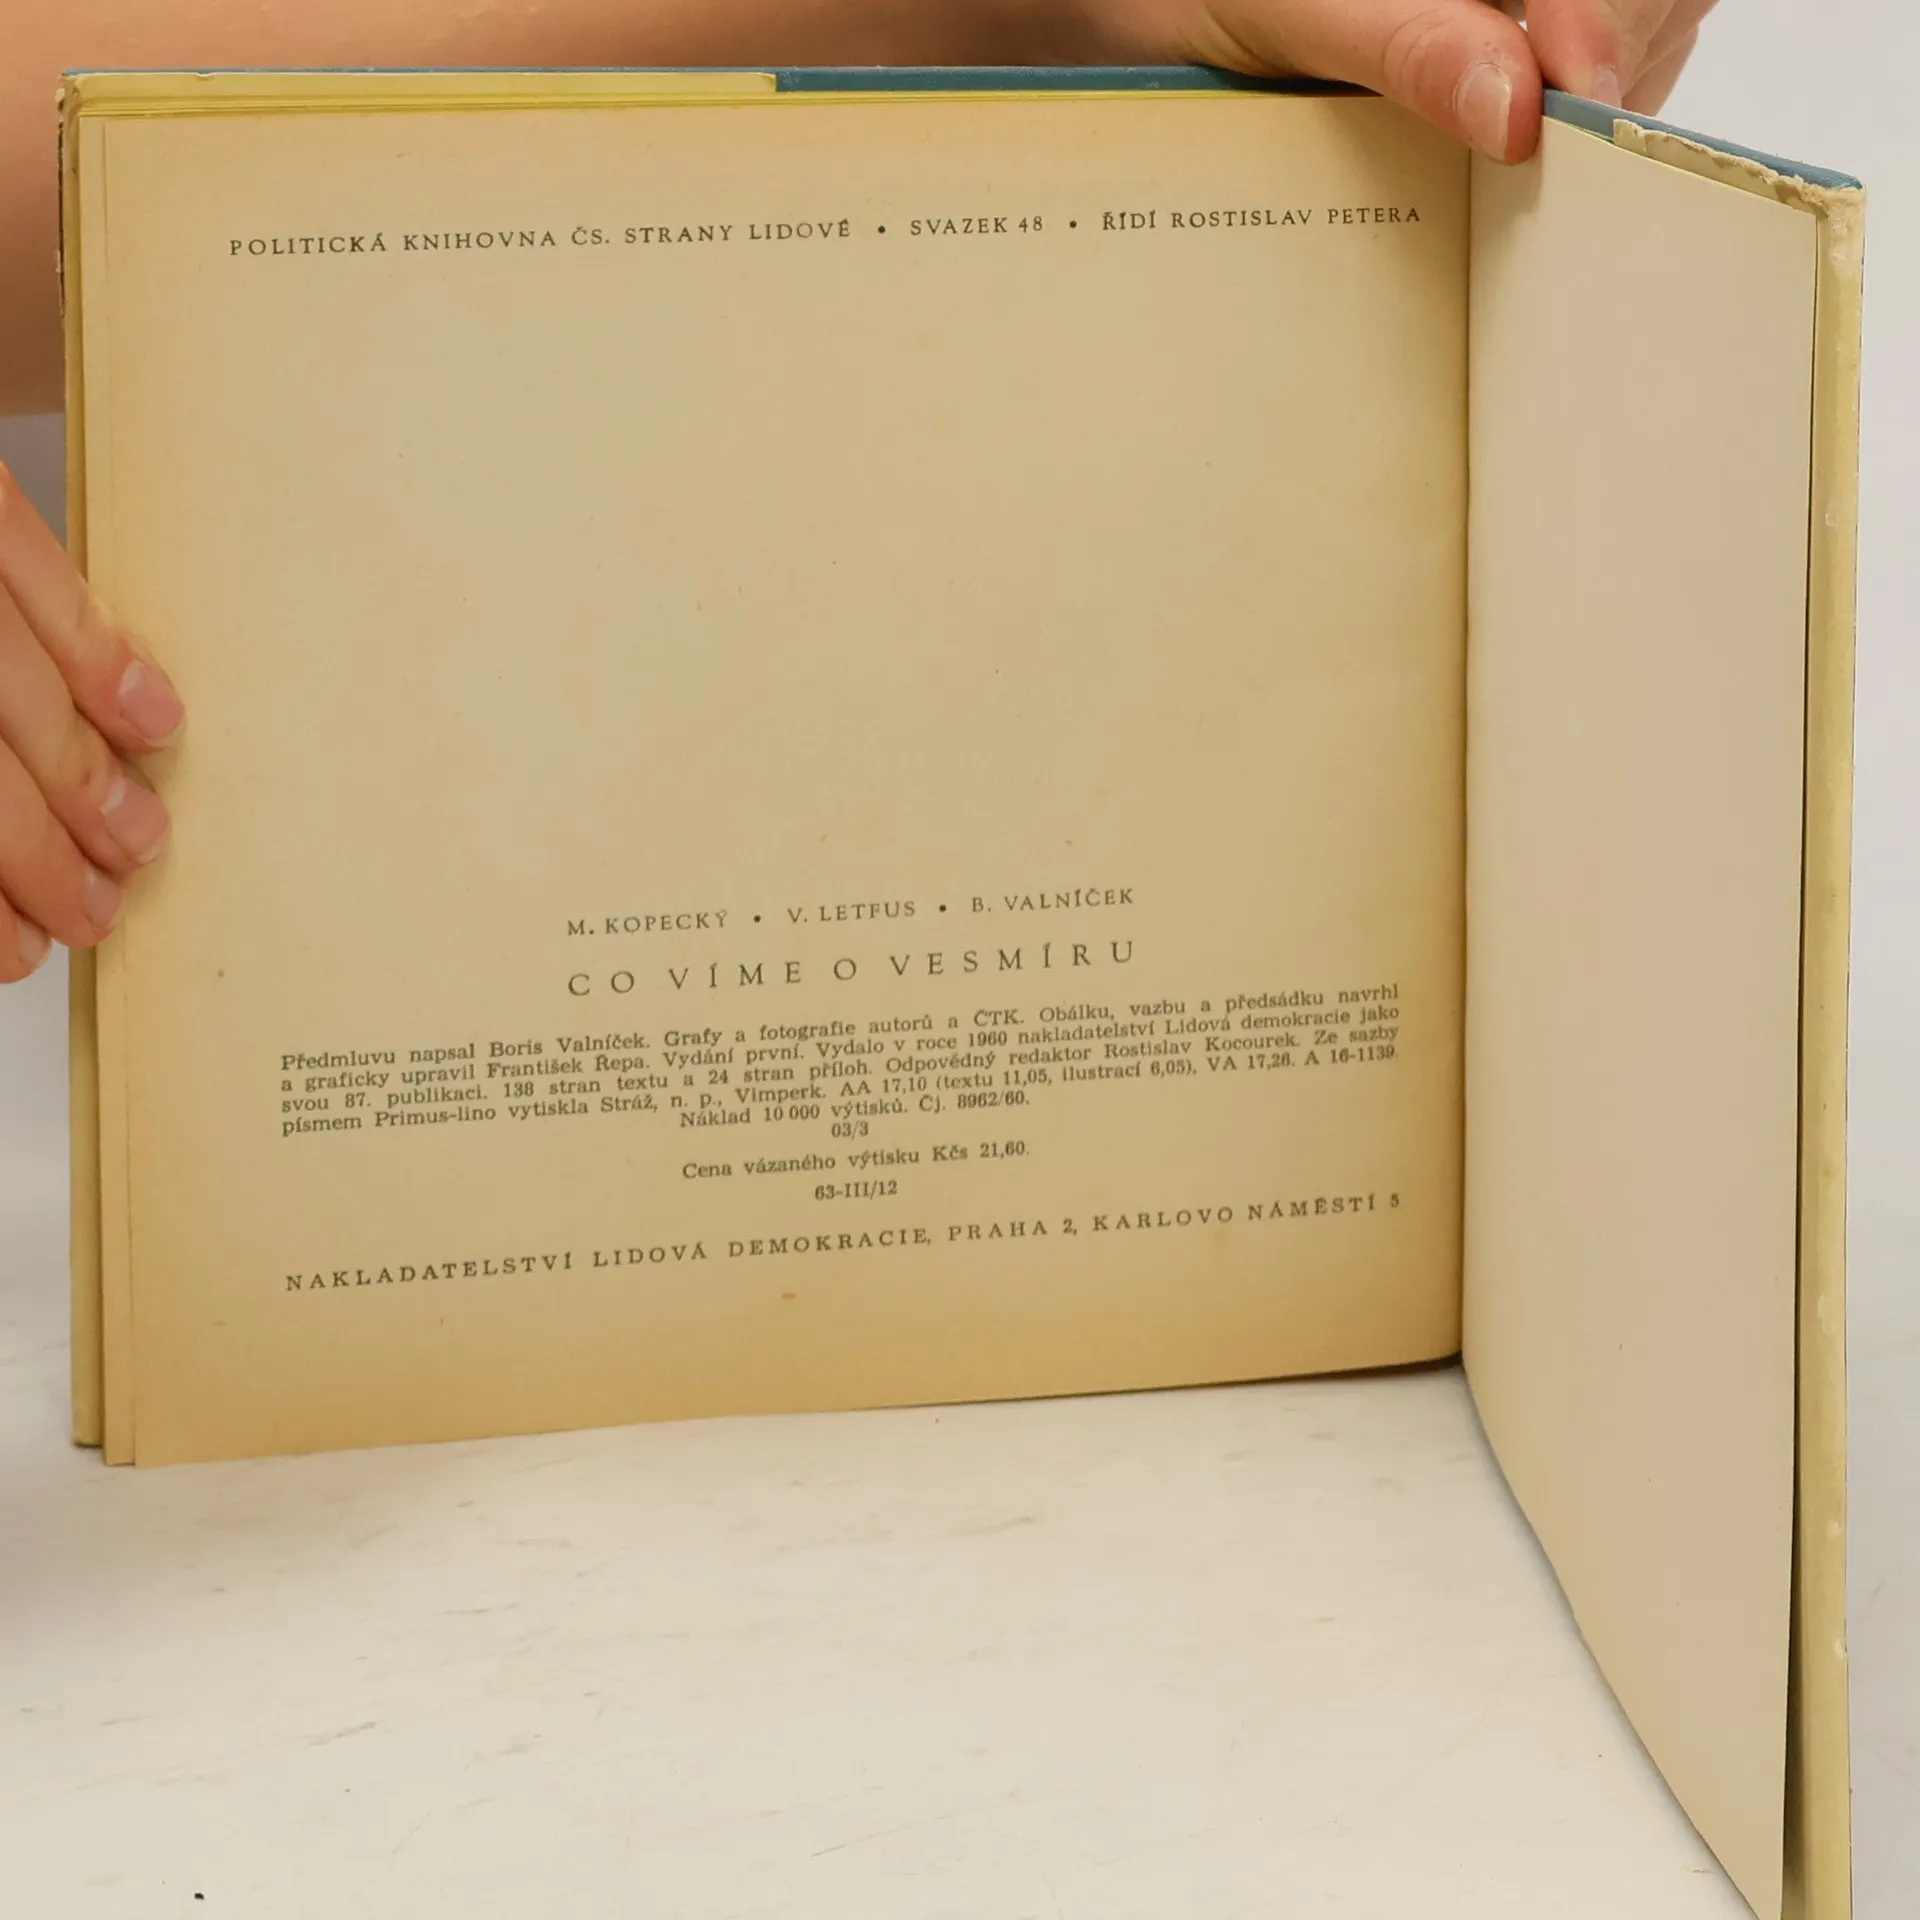 POLITICKÁ KNIHOVNA ČS. STRANY LIDOVÉ • SVAZEK 48 • ŘÍDÍ ROSTISLAV PETERA
M. KOPECKÝ • V. LETFUS • B. VALNÍČEK
CO VÍME O VESMÍRU
Předmluvu napsal Boris Valníček. Grafy a fotografie autorů a ČTK. Obálku, vazbu a předsádku navrhl
a graficky upravil František Řepa. Vydání první. Vydalo v roce 1960 nakladatelství Lidová demokracie jako
svou 87. publikaci. 138 stran textu a 24 stran příloh. Odpovědný redaktor Rostislav Kocourek. Ze sazby
písmem Primus-lino vytiskla Stráž, n. p., Vimperk. AA 17,10 (textu 11,05, ilustrací 6,05), VA 17,26. A 16-1139.
Náklad 10 000 výtisků. Čj. 8962/60.
03/3
Cena vázaného výtisku Kčs 21,60.
63-III/12
NAKLADATELSTVÍ LIDOVÁ DEMOKRACIE, PRAHA 2, KARLOVO NÁMĚSTÍ 5